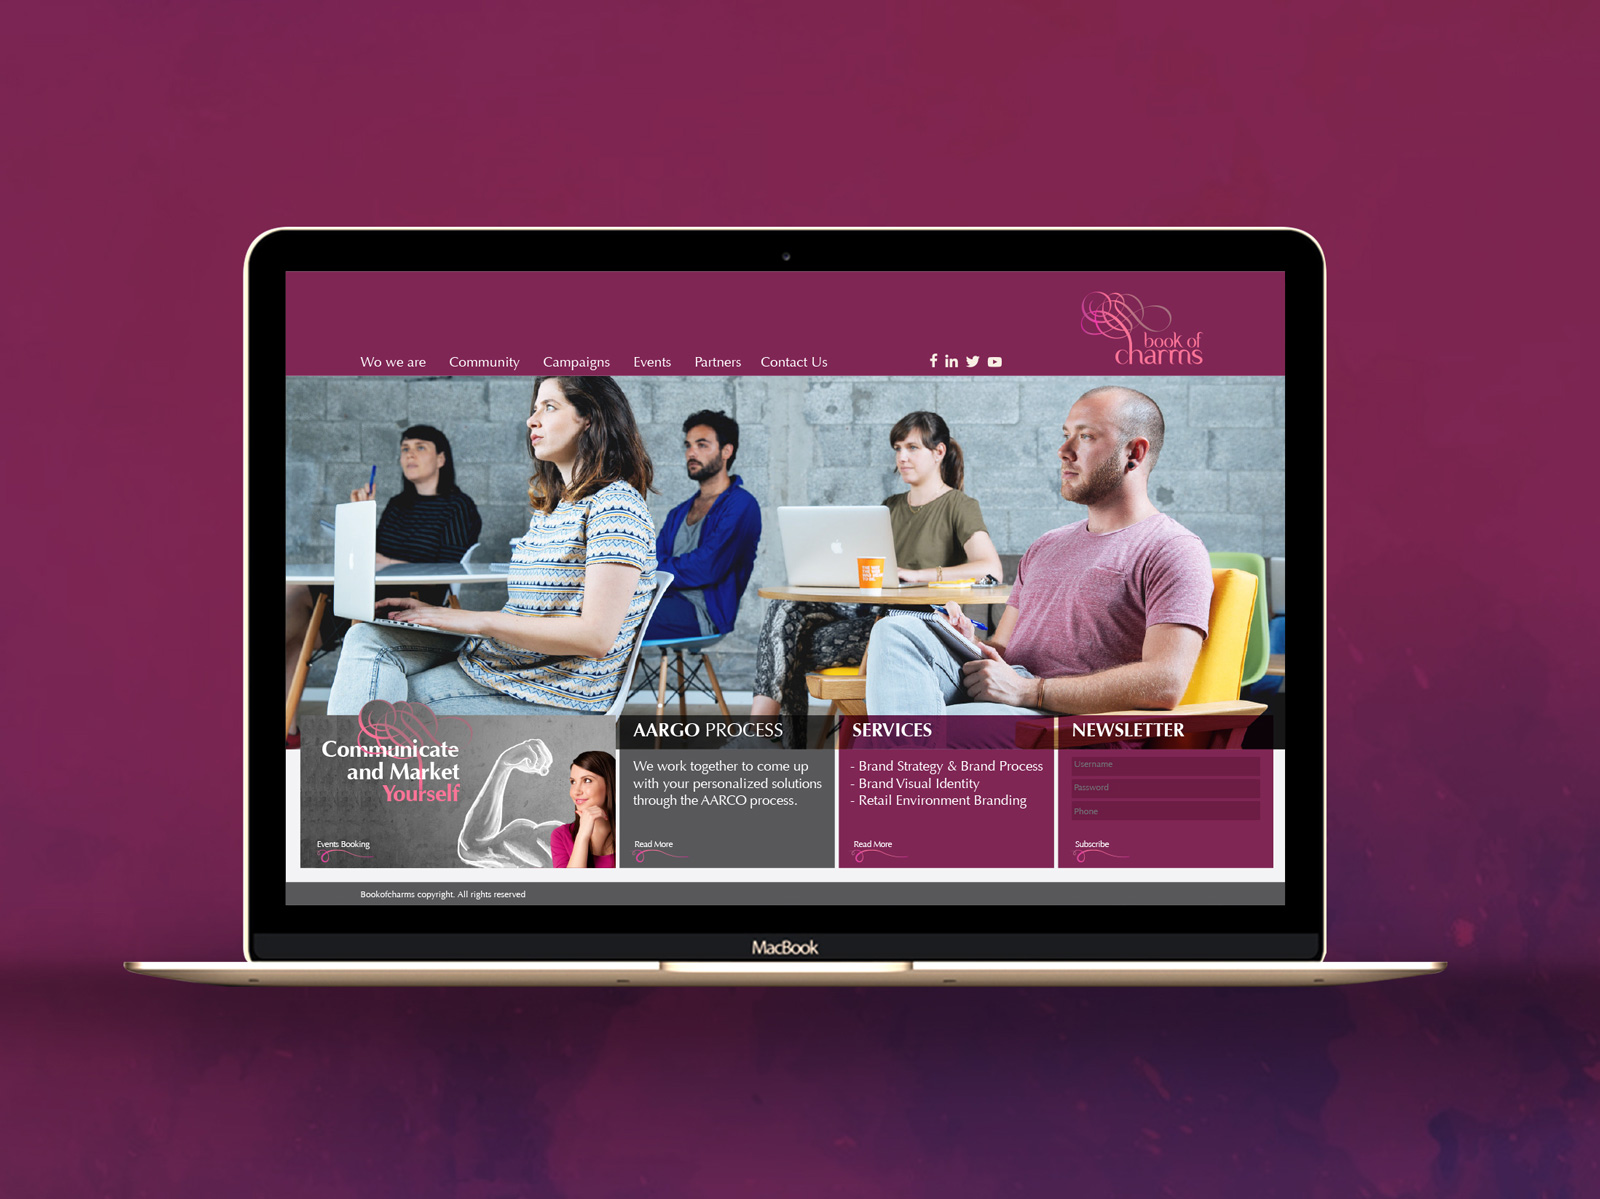 book of
charms
Wo we are Community Campaigns Events Partners Contact Us
Communicate
and Market
Yourself
Events Booking
AARGO PROCESS
We work together to come up
with your personalized solutions
through the AARCO process.
Read More
SERVICES
- Brand Strategy & Brand Process
- Brand Visual Identity
- Retail Environment Branding
Read More
NEWSLETTER
Username
Password
Phone
Subscribe
Bookofcharms copyright. All rights reserved
MacBook